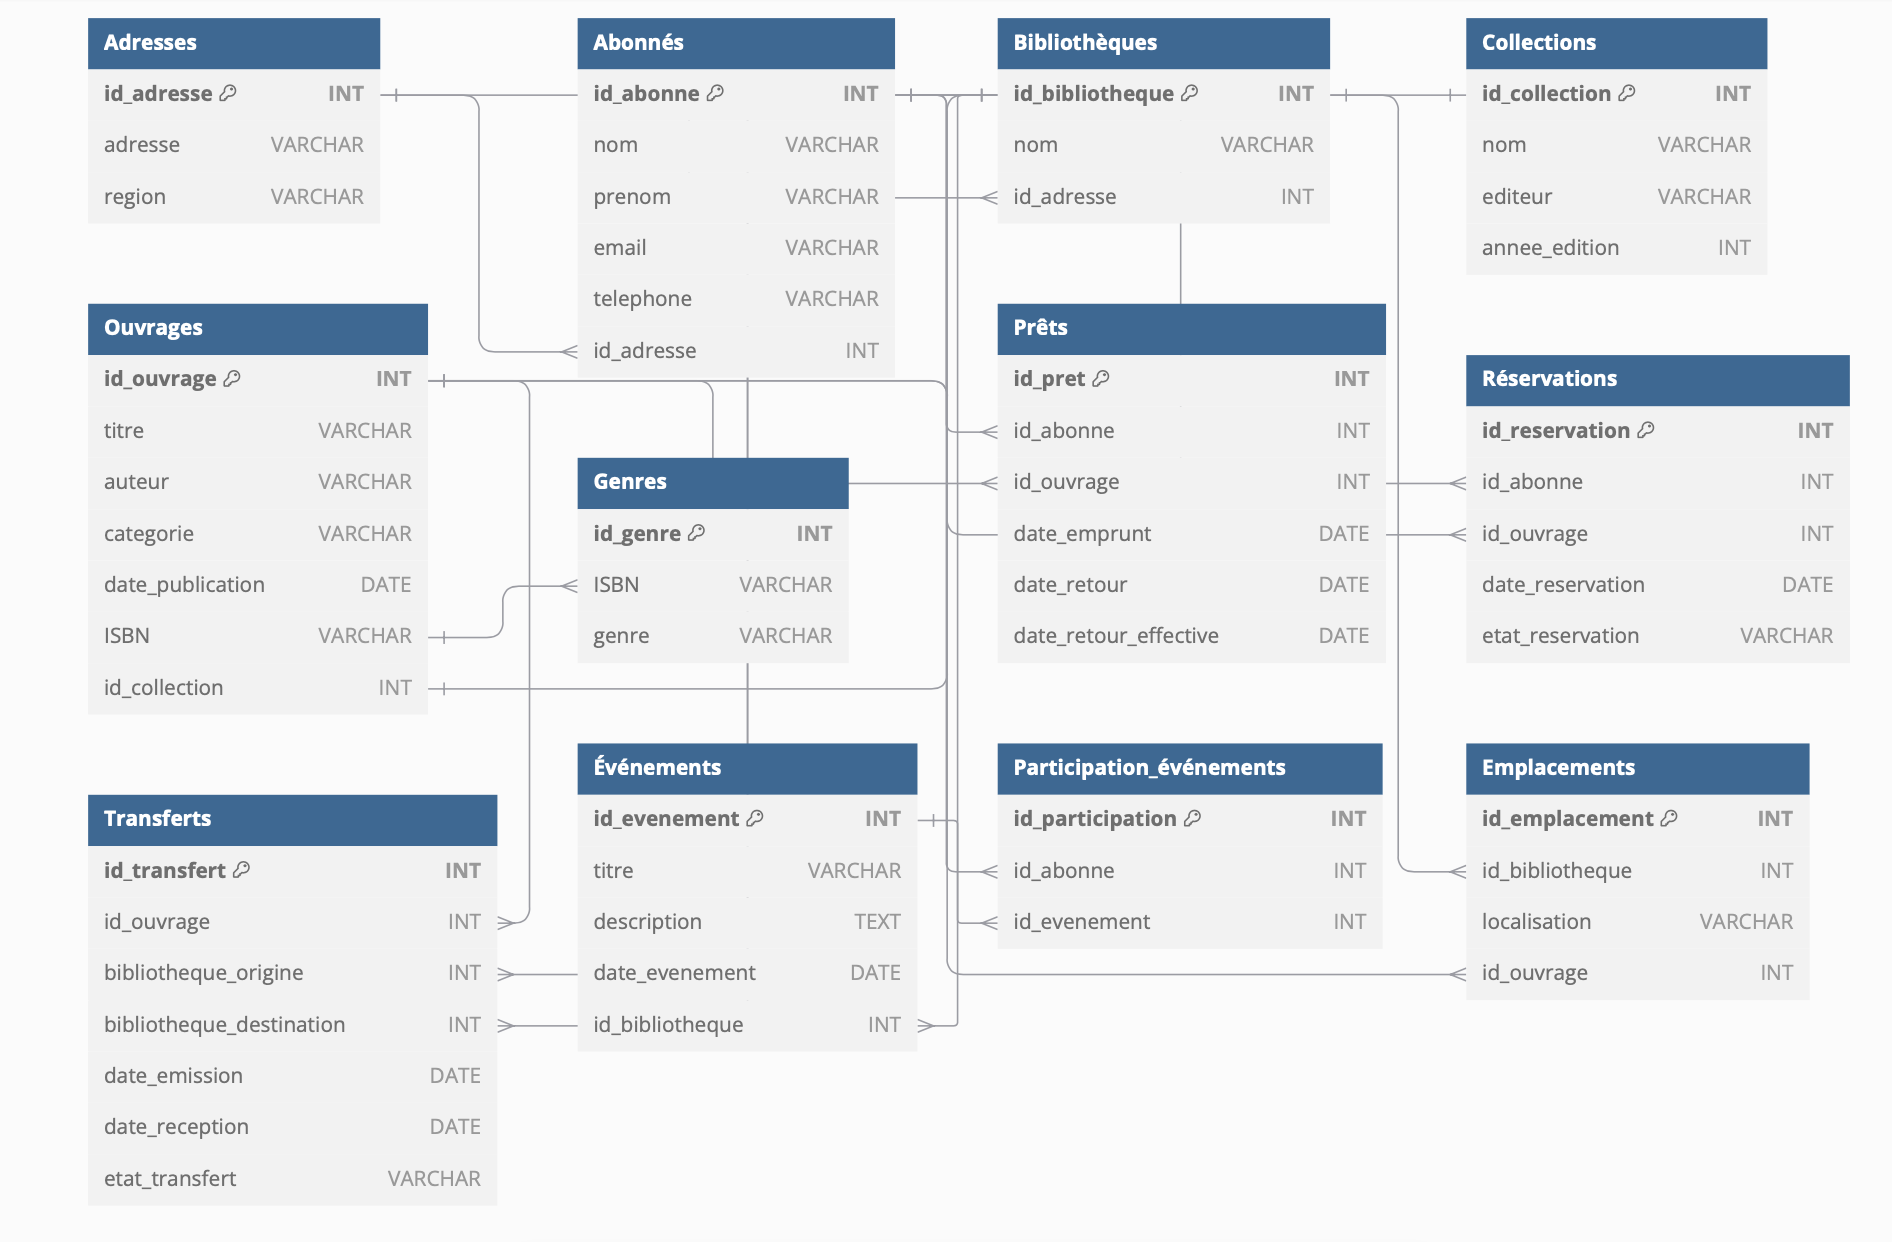 Adresses
id_adresse INT
adresse VARCHAR
region VARCHAR
Abonnés
id_abonne INT
nom VARCHAR
prenom VARCHAR
email VARCHAR
telephone VARCHAR
id_adresse INT
Bibliothèques
id_bibliotheque INT
nom VARCHAR
id_adresse INT
Collections
id_collection INT
nom VARCHAR
editeur VARCHAR
annee_edition INT
Ouvrages
id_ouvrage INT
titre VARCHAR
auteur VARCHAR
categorie VARCHAR
date_publication DATE
ISBN VARCHAR
id_collection INT
Genres
id_genre INT
ISBN VARCHAR
genre VARCHAR
Prêts
id_pret INT
id_abonne INT
id_ouvrage INT
date_emprunt DATE
date_retour DATE
date_retour_effective DATE
Réservations
id_reservation INT
id_abonne INT
id_ouvrage INT
date_reservation DATE
etat_reservation VARCHAR
Transferts
id_transfert INT
id_ouvrage INT
bibliotheque_origine INT
bibliotheque_destination INT
date_emission DATE
date_reception DATE
etat_transfert VARCHAR
Événements
id_evenement INT
titre VARCHAR
description TEXT
date_evenement DATE
id_bibliotheque INT
Participation_événements
id_participation INT
id_abonne INT
id_evenement INT
Emplacements
id_emplacement INT
id_bibliotheque INT
localisation VARCHAR
id_ouvrage INT